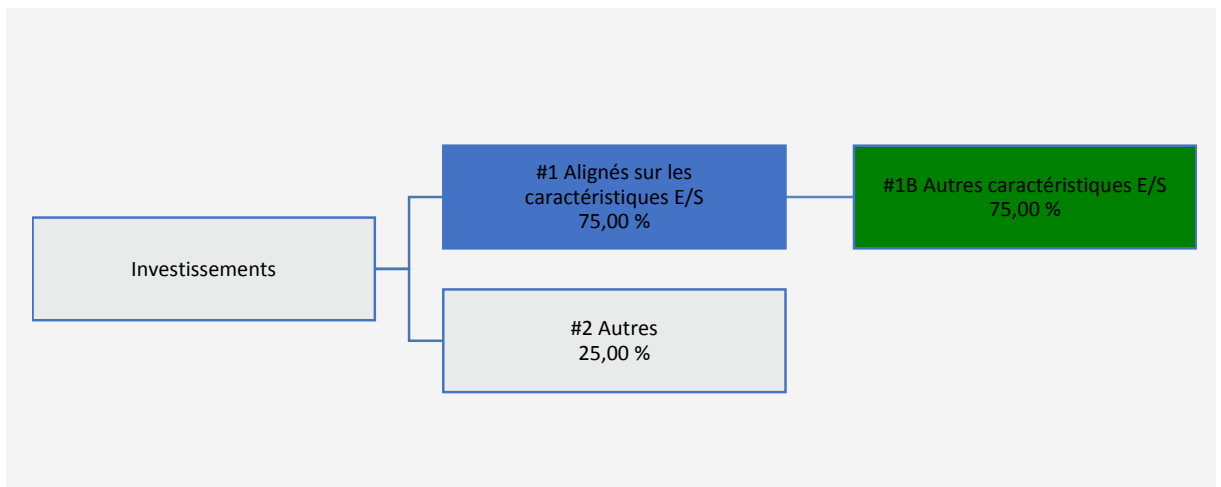 Investissements
#1 Alignés sur les
caractéristiques E/S
75,00 %
#1B Autres caractéristiques E/S
75,00 %
#2 Autres
25,00 %